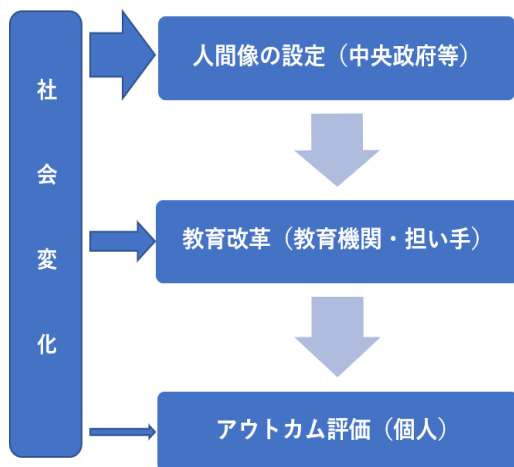 社会変化
人間像の設定（中央政府等）
教育改革（教育機関・担い手）
アウトカム評価（個人）